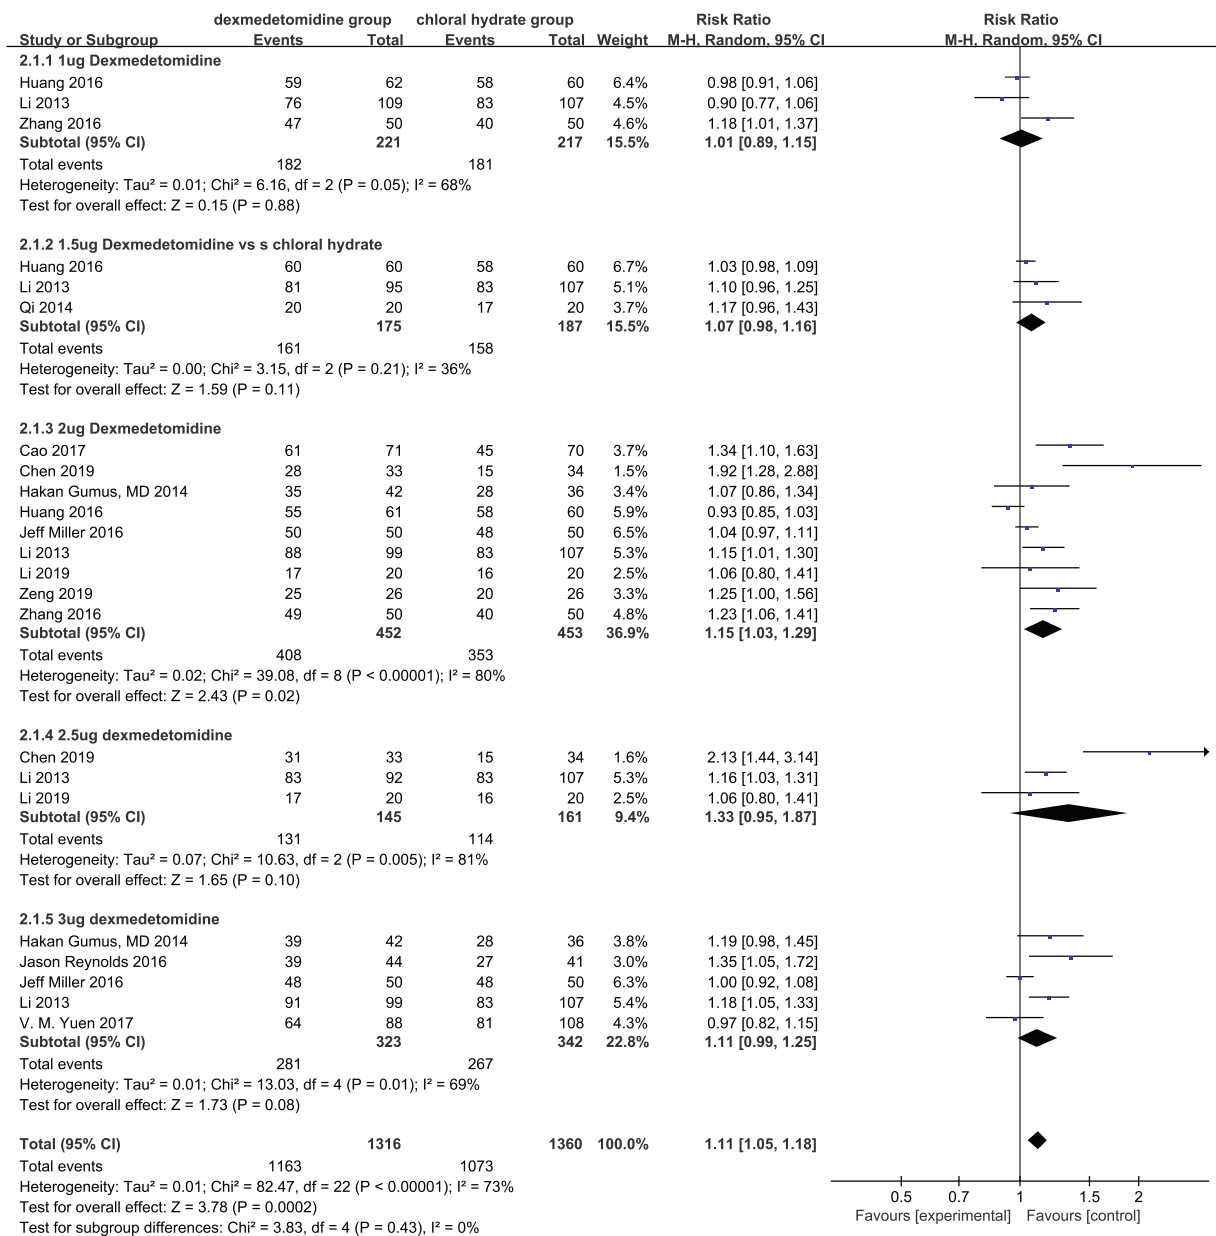 dexmedetomidine group chloral hydrate group Risk Ratio Risk Ratio
Study or Subgroup Events Total Events Total Weight M-H, Random, 95% CI M-H, Random, 95% CI
2.1.1 1ug Dexmedetomidine
Huang 2016 59 62 58 60 6.4% 0.98 [0.91, 1.06]
Li 2013 76 109 83 107 4.5% 0.90 [0.77, 1.06]
Zhang 2016 47 50 40 50 4.6% 1.18 [1.01, 1.37]
Subtotal (95% CI) 221 217 15.5% 1.01 [0.89, 1.15]
Total events 182 181
Heterogeneity: Tau² = 0.01; Chi² = 6.16, df = 2 (P = 0.05); I² = 68%
Test for overall effect: Z = 0.15 (P = 0.88)
2.1.2 1.5ug Dexmedetomidine vs s chloral hydrate
Huang 2016 60 60 58 60 6.7% 1.03 [0.98, 1.09]
Li 2013 81 95 83 107 5.1% 1.10 [0.96, 1.25]
Qi 2014 20 20 17 20 3.7% 1.17 [0.96, 1.43]
Subtotal (95% CI) 175 187 15.5% 1.07 [0.98, 1.16]
Total events 161 158
Heterogeneity: Tau² = 0.00; Chi² = 3.15, df = 2 (P = 0.21); I² = 36%
Test for overall effect: Z = 1.59 (P = 0.11)
2.1.3 2ug Dexmedetomidine
Cao 2017 61 71 45 70 3.7% 1.34 [1.10, 1.63]
Chen 2019 28 33 15 34 1.5% 1.92 [1.28, 2.88]
Hakan Gumus, MD 2014 35 42 28 36 3.4% 1.07 [0.86, 1.34]
Huang 2016 55 61 58 60 5.9% 0.93 [0.85, 1.03]
Jeff Miller 2016 50 50 48 50 6.5% 1.04 [0.97, 1.11]
Li 2013 88 99 83 107 5.3% 1.15 [1.01, 1.30]
Li 2019 17 20 16 20 2.5% 1.06 [0.80, 1.41]
Zeng 2019 25 26 20 26 3.3% 1.25 [1.00, 1.56]
Zhang 2016 49 50 40 50 4.8% 1.23 [1.06, 1.41]
Subtotal (95% CI) 452 453 36.9% 1.15 [1.03, 1.29]
Total events 408 353
Heterogeneity: Tau² = 0.02; Chi² = 39.08, df = 8 (P < 0.00001); I² = 80%
Test for overall effect: Z = 2.43 (P = 0.02)
2.1.4 2.5ug dexmedetomidine
Chen 2019 31 33 15 34 1.6% 2.13 [1.44, 3.14]
Li 2013 83 92 83 107 5.3% 1.16 [1.03, 1.31]
Li 2019 17 20 16 20 2.5% 1.06 [0.80, 1.41]
Subtotal (95% CI) 145 161 9.4% 1.33 [0.95, 1.87]
Total events 131 114
Heterogeneity: Tau² = 0.07; Chi² = 10.63, df = 2 (P = 0.005); I² = 81%
Test for overall effect: Z = 1.65 (P = 0.10)
2.1.5 3ug dexmedetomidine
Hakan Gumus, MD 2014 39 42 28 36 3.8% 1.19 [0.98, 1.45]
Jason Reynolds 2016 39 44 27 41 3.0% 1.35 [1.05, 1.72]
Jeff Miller 2016 48 50 48 50 6.3% 1.00 [0.92, 1.08]
Li 2013 91 99 83 107 5.4% 1.18 [1.05, 1.33]
V. M. Yuen 2017 64 88 81 108 4.3% 0.97 [0.82, 1.15]
Subtotal (95% CI) 323 342 22.8% 1.11 [0.99, 1.25]
Total events 281 267
Heterogeneity: Tau² = 0.01; Chi² = 13.03, df = 4 (P = 0.01); I² = 69%
Test for overall effect: Z = 1.73 (P = 0.08)
Total (95% CI) 1316 1360 100.0% 1.11 [1.05, 1.18]
Total events 1163 1073
Heterogeneity: Tau² = 0.01; Chi² = 82.47, df = 22 (P < 0.00001); I² = 73%
Test for overall effect: Z = 3.78 (P = 0.0002)
Test for subgroup differences: Chi² = 3.83, df = 4 (P = 0.43), I² = 0%
0.5 0.7 1 1.5 2
Favours [experimental] Favours [control]